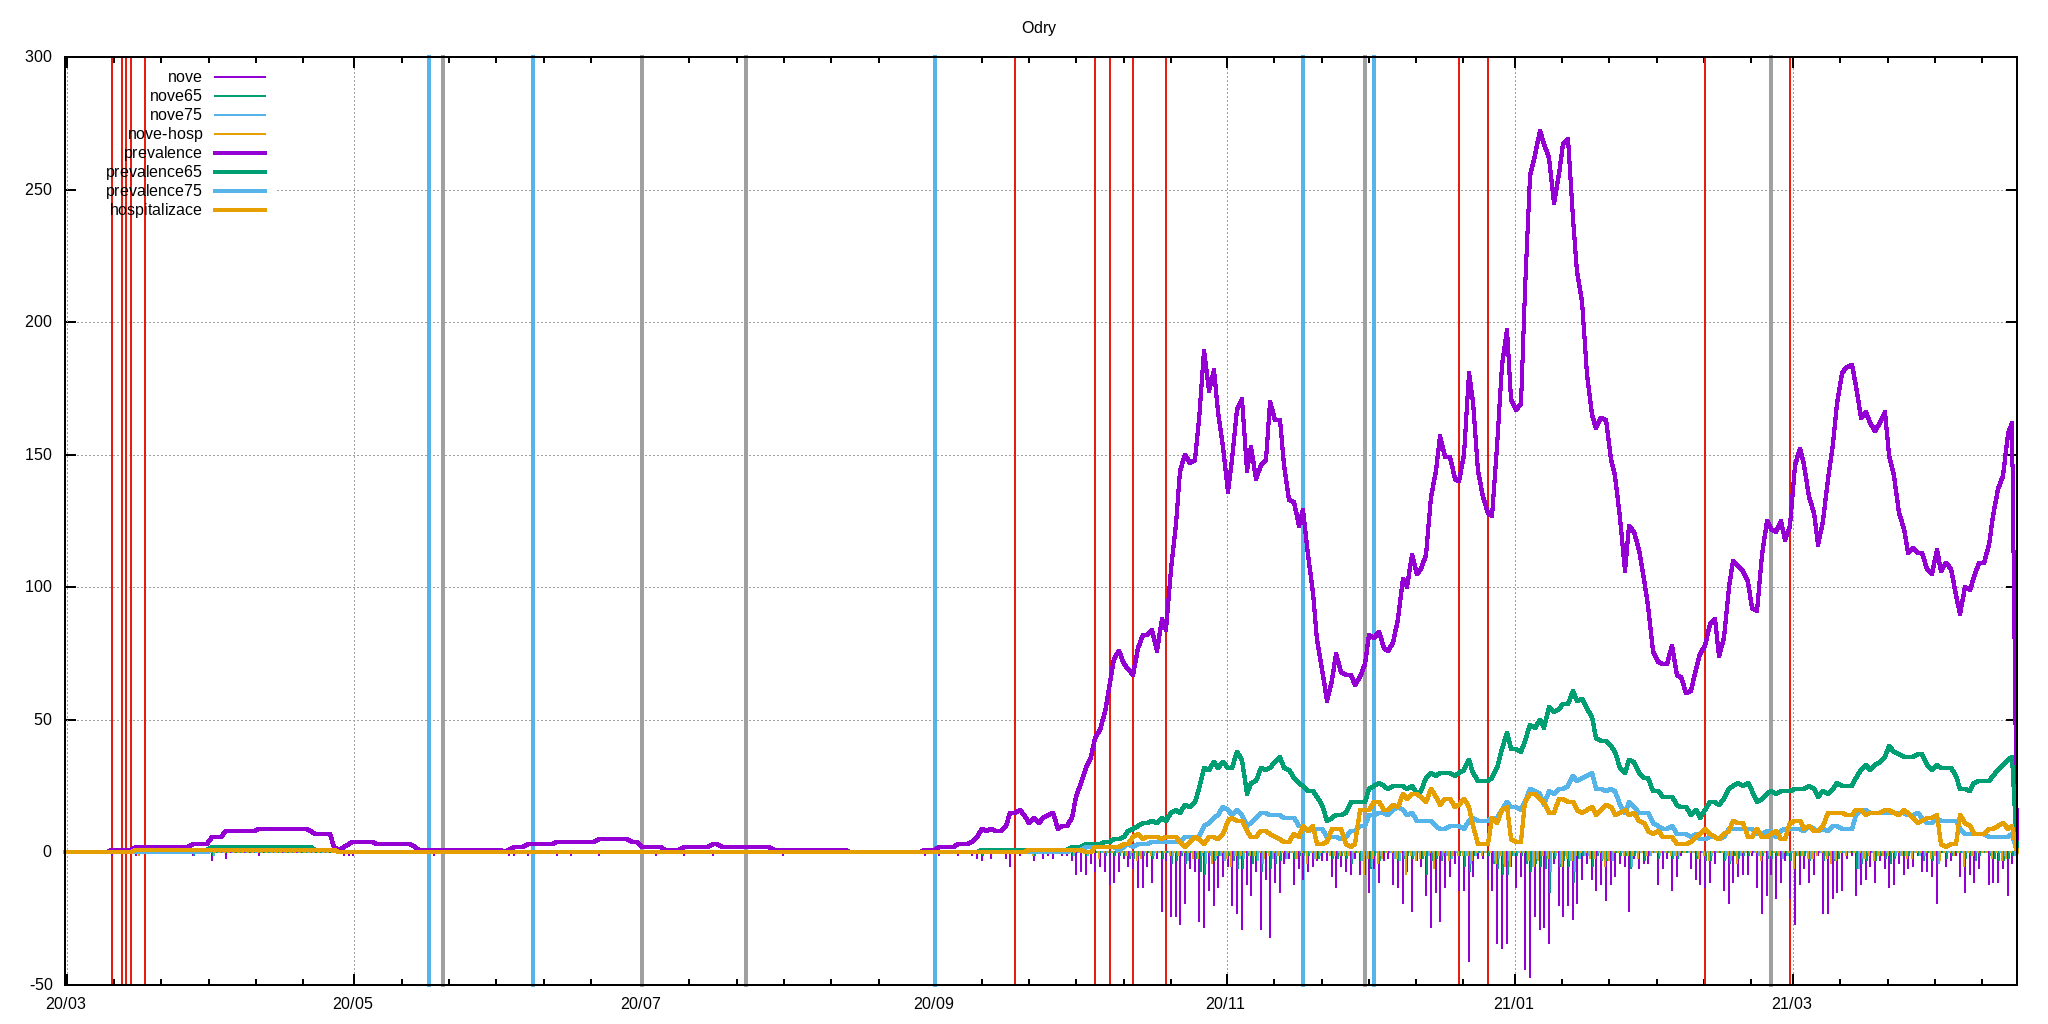 Odry
300
250
200
150
100
50
0
-50
nove
nove65
nove75
nove-hosp
prevalence
prevalence65
prevalence75
hospitalizace
20/03 20/05 20/07 20/09 20/11 21/01 21/03